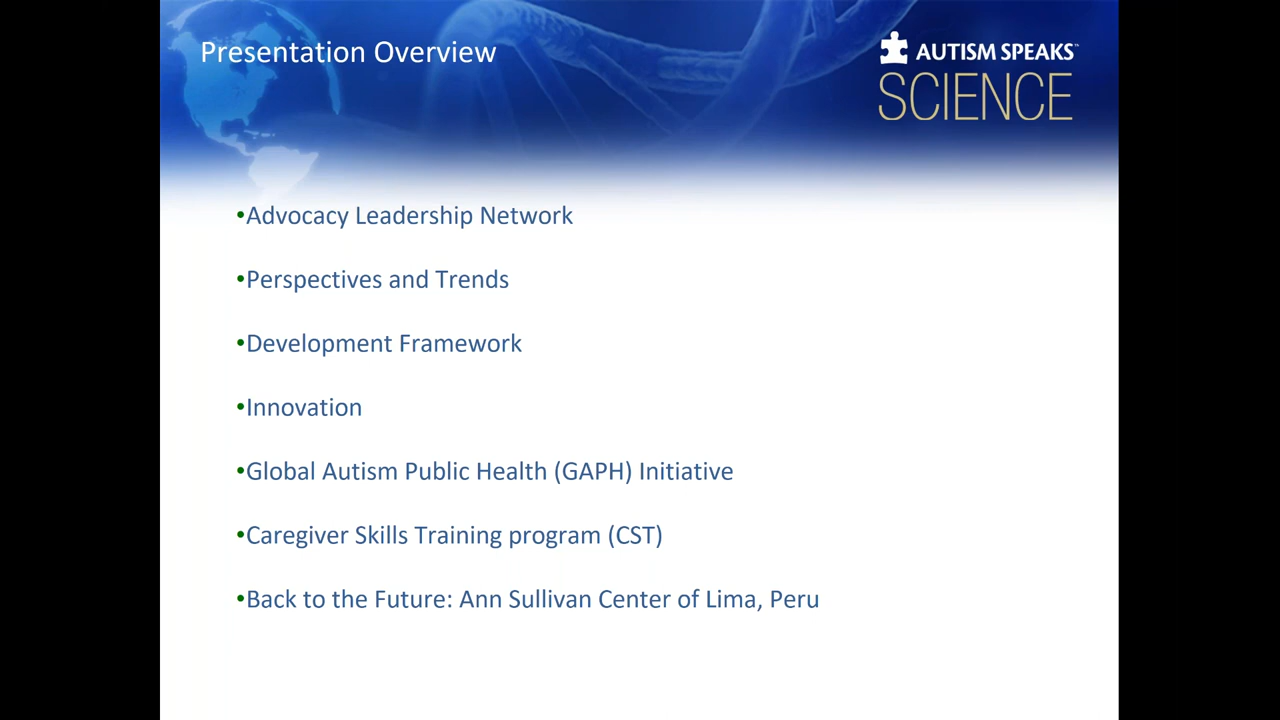 Presentation Overview
AUTISM SPEAKS™
SCIENCE
•Advocacy Leadership Network
•Perspectives and Trends
•Development Framework
•Innovation
•Global Autism Public Health (GAPH) Initiative
•Caregiver Skills Training program (CST)
•Back to the Future: Ann Sullivan Center of Lima, Peru